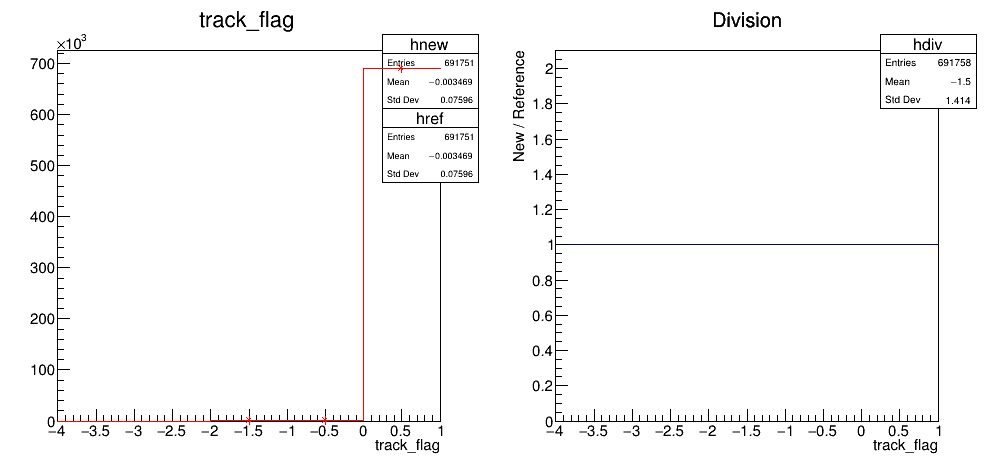 track_flag
×10³
700
600
500
400
300
200
100
0
−4 −3.5 −3 −2.5 −2 −1.5 −1 −0.5 0 0.5 1
track_flag
hnew
Entries 691751
Mean −0.003469
Std Dev 0.07596
href
Entries 691751
Mean −0.003469
Std Dev 0.07596
Division
New / Reference
2
1.8
1.6
1.4
1.2
1
0.8
0.6
0.4
0.2
0
−4 −3.5 −3 −2.5 −2 −1.5 −1 −0.5 0 0.5 1
track_flag
hdiv
Entries 691758
Mean −1.5
Std Dev 1.414